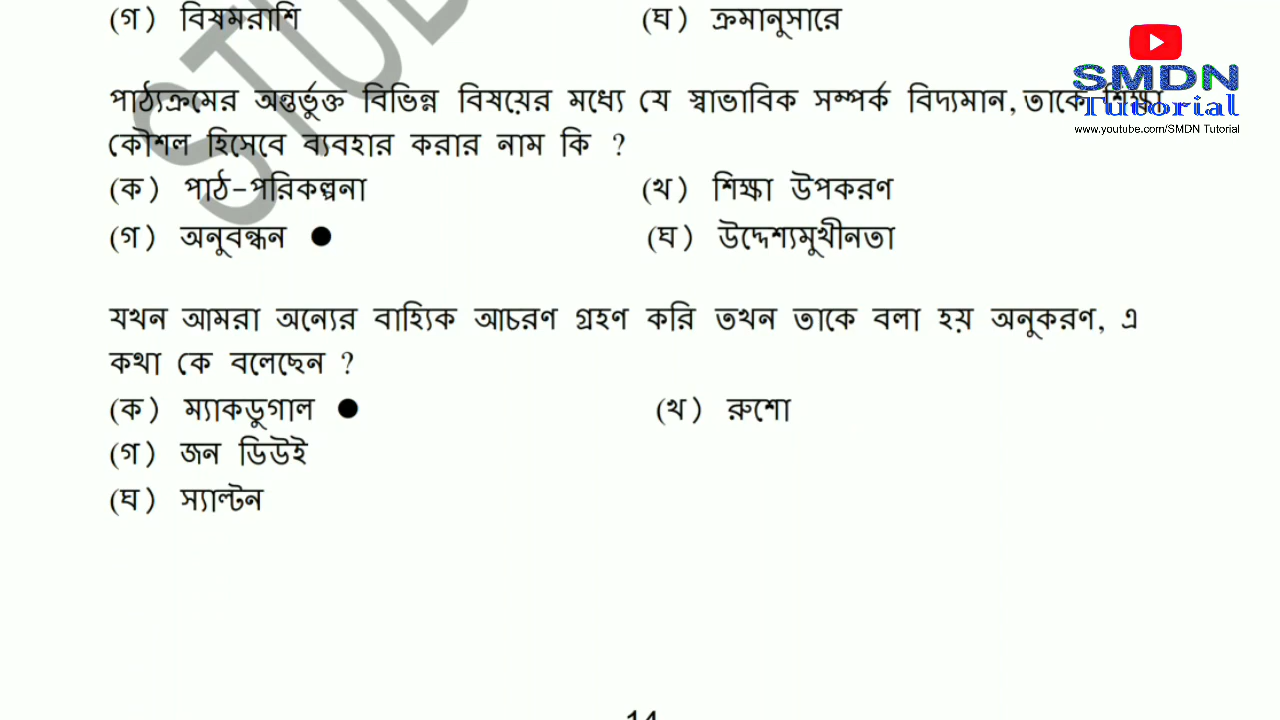 (গ) বিষমরাশি (ঘ) ক্রমানুসারে
SMDN
Tutorial
www.youtube.com/SMDN Tutorial
পাঠ্যক্রমের অন্তর্ভুক্ত বিভিন্ন বিষয়ের মধ্যে যে স্বাভাবিক সম্পর্ক বিদ্যমান, তাকে শিক্ষা
কৌশল হিসেবে ব্যবহার করার নাম কি ?
(ক) পাঠ-পরিকল্পনা (খ) শিক্ষা উপকরণ
(গ) অনুবন্ধন ● (ঘ) উদ্দেশ্যমুখীনতা
যখন আমরা অন্যের বাহ্যিক আচরণ গ্রহণ করি তখন তাকে বলা হয় অনুকরণ, এ
কথা কে বলেছেন ?
(ক) ম্যাকডুগাল ● (খ) রুশো
(গ) জন ডিউই
(ঘ) স্যাল্টন
14